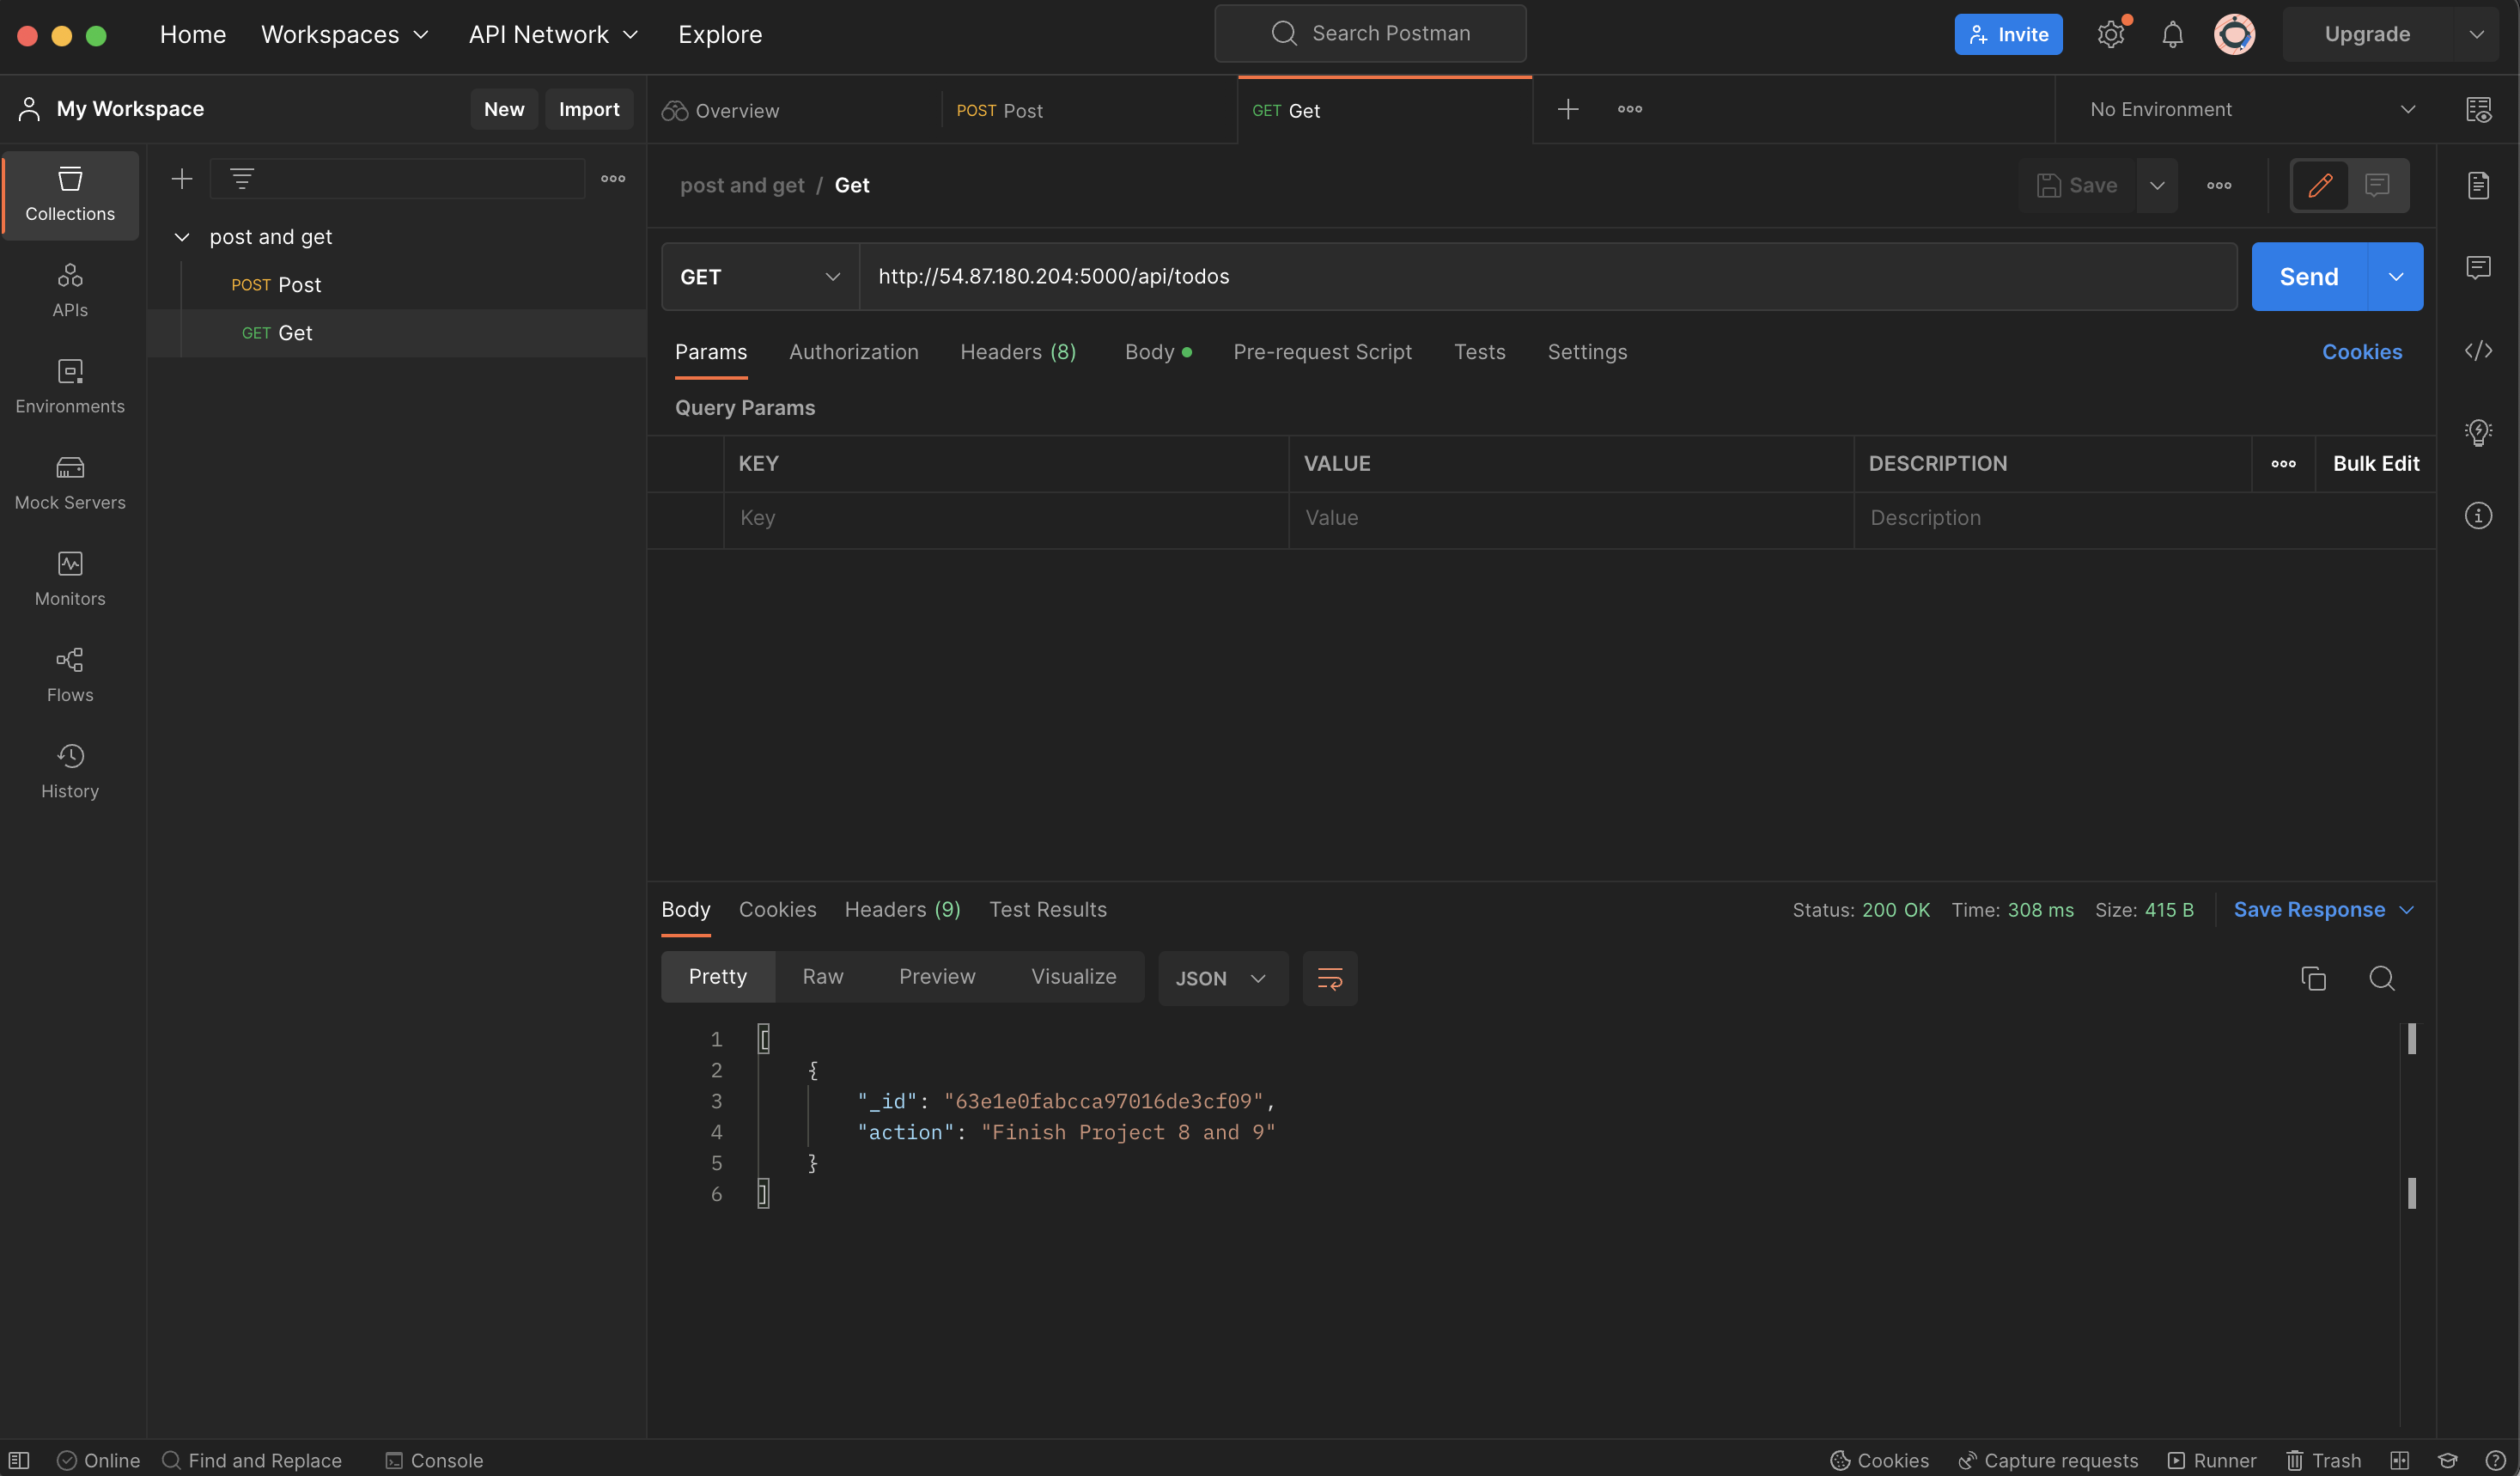 Home Workspaces API Network Explore Search Postman Invite Upgrade
My Workspace New Import
Overview POST Post GET Get No Environment
Collections
APIs
Environments
Mock Servers
Monitors
Flows
History
post and get
POST Post
GET Get
post and get / Get Save
GET http://54.87.180.204:5000/api/todos Send
Params Authorization Headers (8) Body Pre-request Script Tests Settings Cookies
Query Params
KEY VALUE DESCRIPTION Bulk Edit
Key Value Description
Body Cookies Headers (9) Test Results Status: 200 OK Time: 308 ms Size: 415 B Save Response
Pretty Raw Preview Visualize JSON
1 [
2 {
3 "_id": "63e1e0fabcca97016de3cf09",
4 "action": "Finish Project 8 and 9"
5 }
6 ]
Online Find and Replace Console Cookies Capture requests Runner Trash